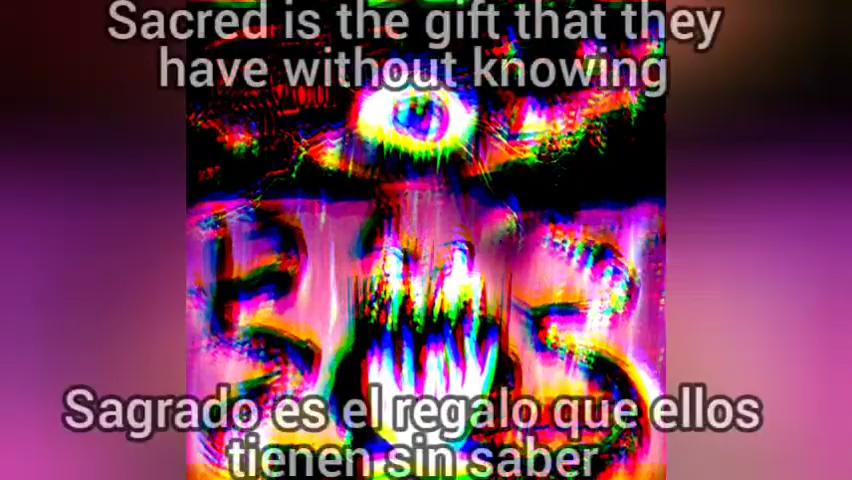 Sacred is the gift that they
have without knowing
Sagrado es el regalo que ellos
tienen sin saber